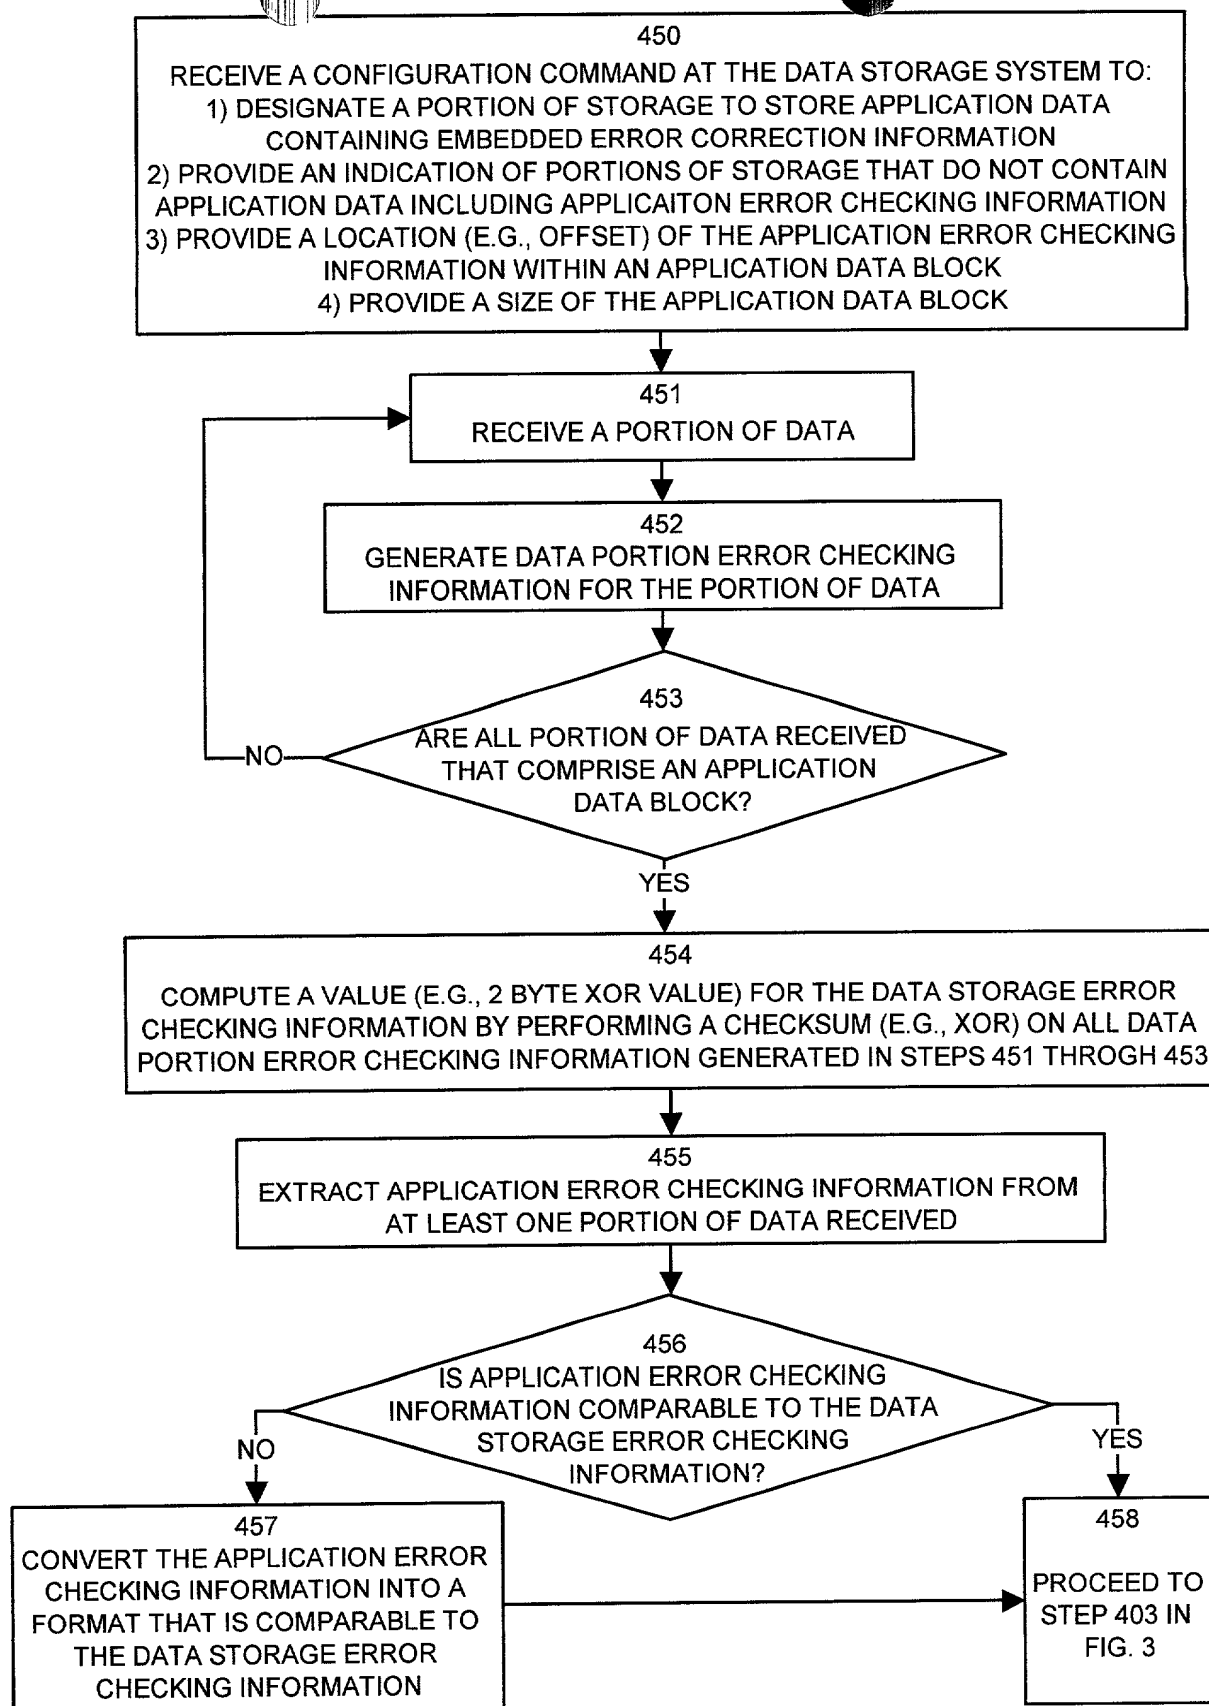 450
RECEIVE A CONFIGURATION COMMAND AT THE DATA STORAGE SYSTEM TO:
1) DESIGNATE A PORTION OF STORAGE TO STORE APPLICATION DATA
CONTAINING EMBEDDED ERROR CORRECTION INFORMATION
2) PROVIDE AN INDICATION OF PORTIONS OF STORAGE THAT DO NOT CONTAIN
APPLICATION DATA INCLUDING APPLICAITON ERROR CHECKING INFORMATION
3) PROVIDE A LOCATION (E.G., OFFSET) OF THE APPLICATION ERROR CHECKING
INFORMATION WITHIN AN APPLICATION DATA BLOCK
4) PROVIDE A SIZE OF THE APPLICATION DATA BLOCK
451
RECEIVE A PORTION OF DATA
452
GENERATE DATA PORTION ERROR CHECKING
INFORMATION FOR THE PORTION OF DATA
453
ARE ALL PORTION OF DATA RECEIVED
THAT COMPRISE AN APPLICATION
DATA BLOCK?
NO
YES
454
COMPUTE A VALUE (E.G., 2 BYTE XOR VALUE) FOR THE DATA STORAGE ERROR
CHECKING INFORMATION BY PERFORMING A CHECKSUM (E.G., XOR) ON ALL DATA
PORTION ERROR CHECKING INFORMATION GENERATED IN STEPS 451 THROGH 453
455
EXTRACT APPLICATION ERROR CHECKING INFORMATION FROM
AT LEAST ONE PORTION OF DATA RECEIVED
456
IS APPLICATION ERROR CHECKING
INFORMATION COMPARABLE TO THE DATA
STORAGE ERROR CHECKING
INFORMATION?
NO
YES
457
CONVERT THE APPLICATION ERROR
CHECKING INFORMATION INTO A
FORMAT THAT IS COMPARABLE TO
THE DATA STORAGE ERROR
CHECKING INFORMATION
458
PROCEED TO
STEP 403 IN
FIG. 3